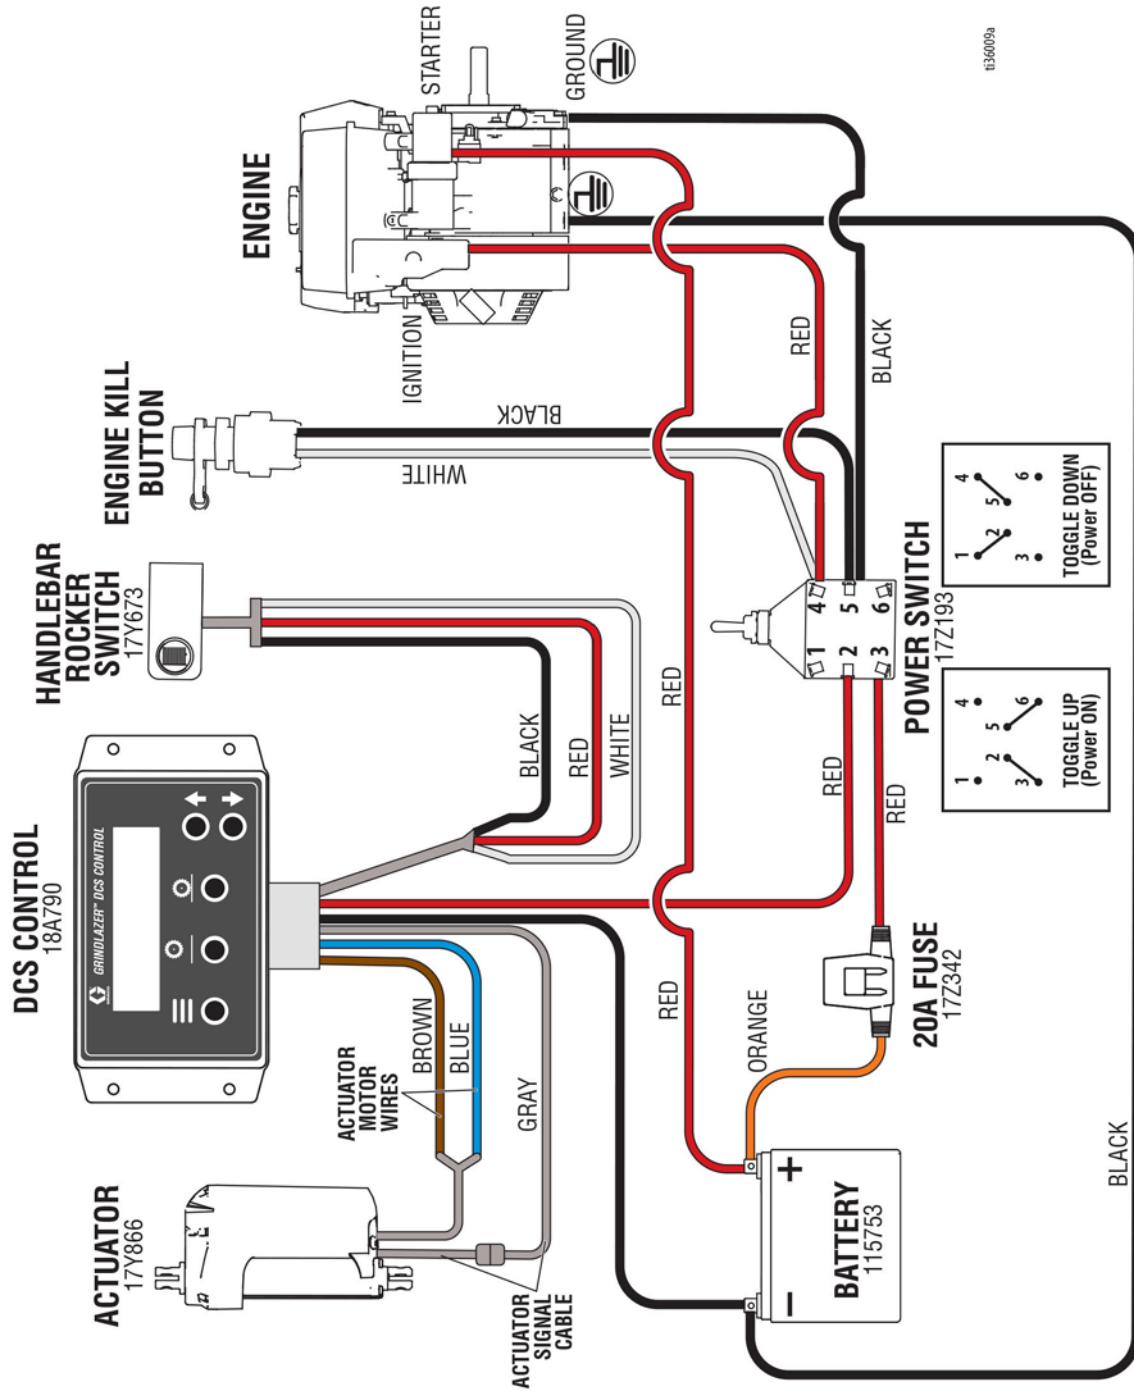 DCS CONTROL
18A790
GRINDLAZER™ DCS CONTROL
HANDLEBAR
ROCKER
SWITCH
17Y673
ENGINE KILL
BUTTON
ENGINE
STARTER
GROUND
IGNITION
ti36009a
ACTUATOR
17Y866
ACTUATOR
MOTOR
WIRES
BROWN
BLUE
GRAY
ACTUATOR
SIGNAL
CABLE
BLACK
RED
WHITE
WHITE
BLACK
RED
BLACK
RED
RED
RED
RED
ORANGE
BLACK
BATTERY
115753
+
−
20A FUSE
17Z342
POWER SWITCH
17Z193
1 4
2 5
3 6
1 4
2 5
3 6
TOGGLE UP
(Power ON)
1 4
2 5
3 6
TOGGLE DOWN
(Power OFF)